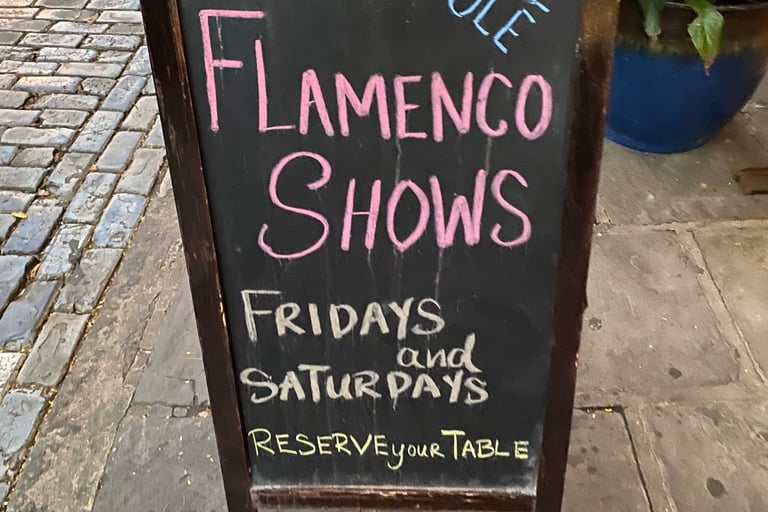 FLAMENCO
SHOWS
FRIDAYS
and
SATURDAYS
RESERVE your TABLE